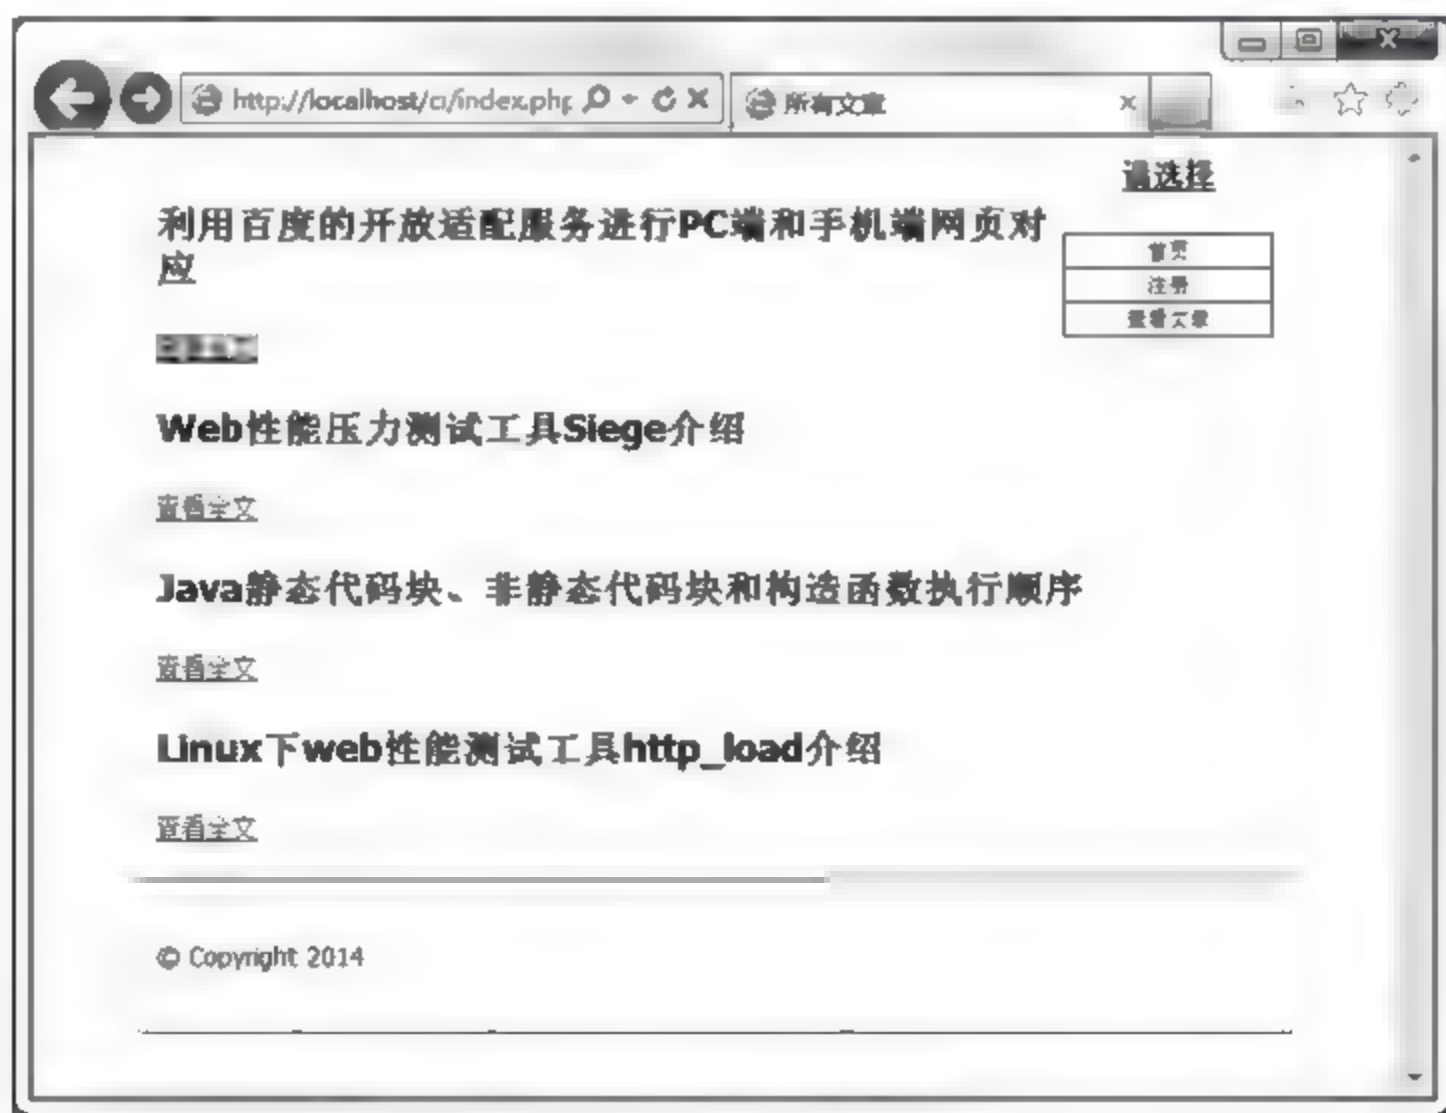 http://localhost/ci/index.php
所有文章
请选择
利用百度的开放适配服务进行PC端和手机端网页对
应
首页
注册
查看文章
Web性能压力测试工具Siege介绍
查看全文
Java静态代码块、非静态代码块和构造函数执行顺序
查看全文
Linux下web性能测试工具http_load介绍
查看全文
© Copyright 2014